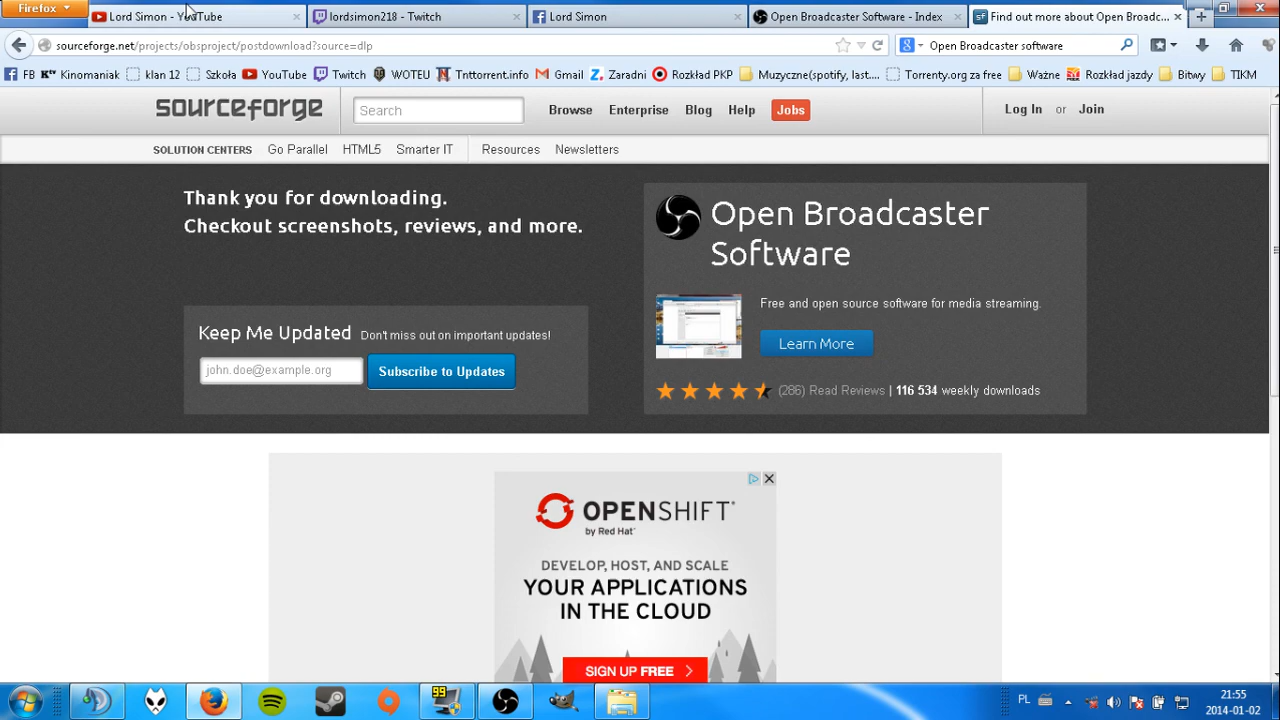 Firefox
Lord Simon - YouTube
lordsimon218 - Twitch
Lord Simon
Open Broadcaster Software - Index
Find out more about Open Broadc...
sourceforge.net/projects/obsproject/postdownload?source=dlp
Open Broadcaster software
FB
Kinomaniak
klan 12
Szkoła
YouTube
Twitch
WOTEU
Tnttorrent.info
Gmail
Zaradni
Rozkład PKP
Muzyczne(spotify, last....
Torrenty.org za free
Ważne
Rozkład jazdy
Bitwy
TIKM
sourceforge
Search
Browse
Enterprise
Blog
Help
Jobs
Log In or Join
SOLUTION CENTERS
Go Parallel
HTML5
Smarter IT
Resources
Newsletters
Thank you for downloading.
Checkout screenshots, reviews, and more.
Open Broadcaster
Software
Free and open source software for media streaming.
Learn More
Keep Me Updated Don't miss out on important updates!
john.doe@example.org
Subscribe to Updates
(286) Read Reviews | 116 534 weekly downloads
OPENSHIFT
by Red Hat
DEVELOP, HOST, AND SCALE
YOUR APPLICATIONS
IN THE CLOUD
SIGN UP FREE
99
PL
21:55
2014-01-02